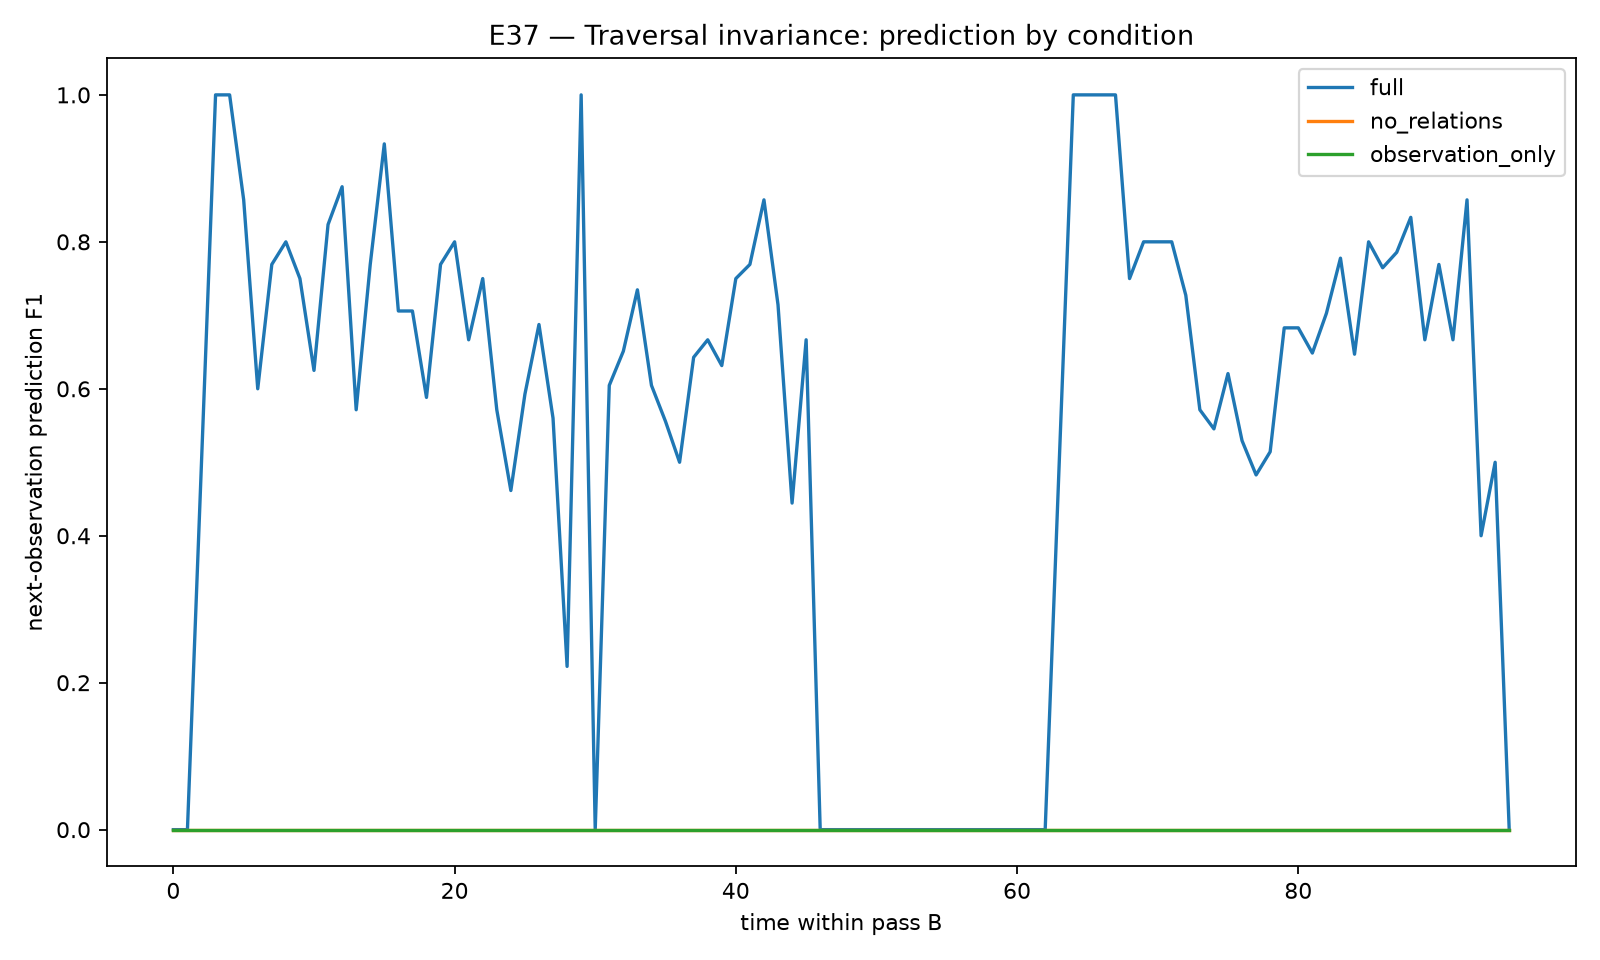 E37 — Traversal invariance: prediction by condition
full
no_relations
observation_only
next-observation prediction F1
1.0
0.8
0.6
0.4
0.2
0.0
0 20 40 60 80
time within pass B